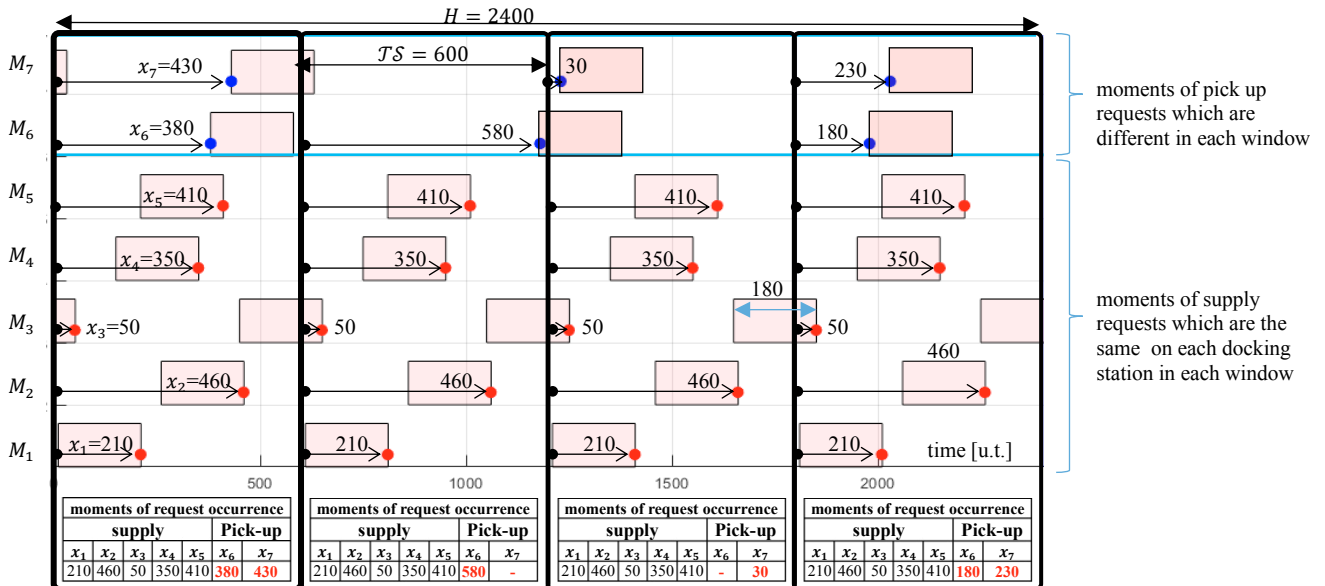 H = 2400
M7
x7=430
TS = 600
30
230
M6
x6=380
580
180
moments of pick up
requests which are
different in each window
M5
x5=410
410
410
410
M4
x4=350
350
350
350
180
M3
x3=50
50
50
50
moments of supply
requests which are the
same on each docking
station in each window
M2
x2=460
460
460
460
M1
x1=210
210
210
210
time [u.t.]
500
1000
1500
2000
moments of request occurrence
supply Pick-up
x1 x2 x3 x4 x5 x6 x7
210 460 50 350 410 380 430
moments of request occurrence
supply Pick-up
x1 x2 x3 x4 x5 x6 x7
210 460 50 350 410 580 -
moments of request occurrence
supply Pick-up
x1 x2 x3 x4 x5 x6 x7
210 460 50 350 410 - 30
moments of request occurrence
supply Pick-up
x1 x2 x3 x4 x5 x6 x7
210 460 50 350 410 180 230